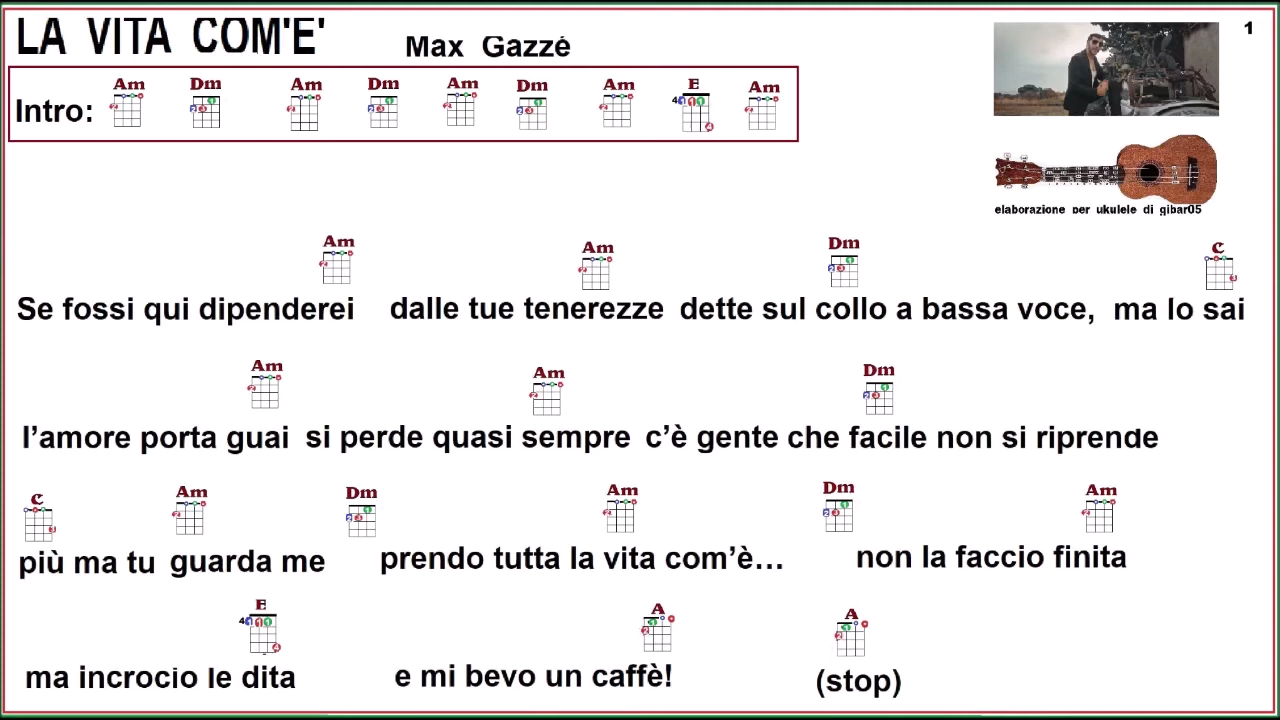 LA VITA COM'E' Max Gazzé 1
Am Dm Am Dm Am Dm Am E Am
Intro: 4
elaborazione per ukulele di gibar05
Am Am Dm C
Se fossi qui dipenderei dalle tue tenerezze dette sul collo a bassa voce, ma lo sai
Am Am Dm
l'amore porta guai si perde quasi sempre c'è gente che facile non si riprende
C Am Dm Am Dm Am
più ma tu guarda me prendo tutta la vita com'è... non la faccio finita
E A A
4
ma incrocio le dita e mi bevo un caffè! (stop)